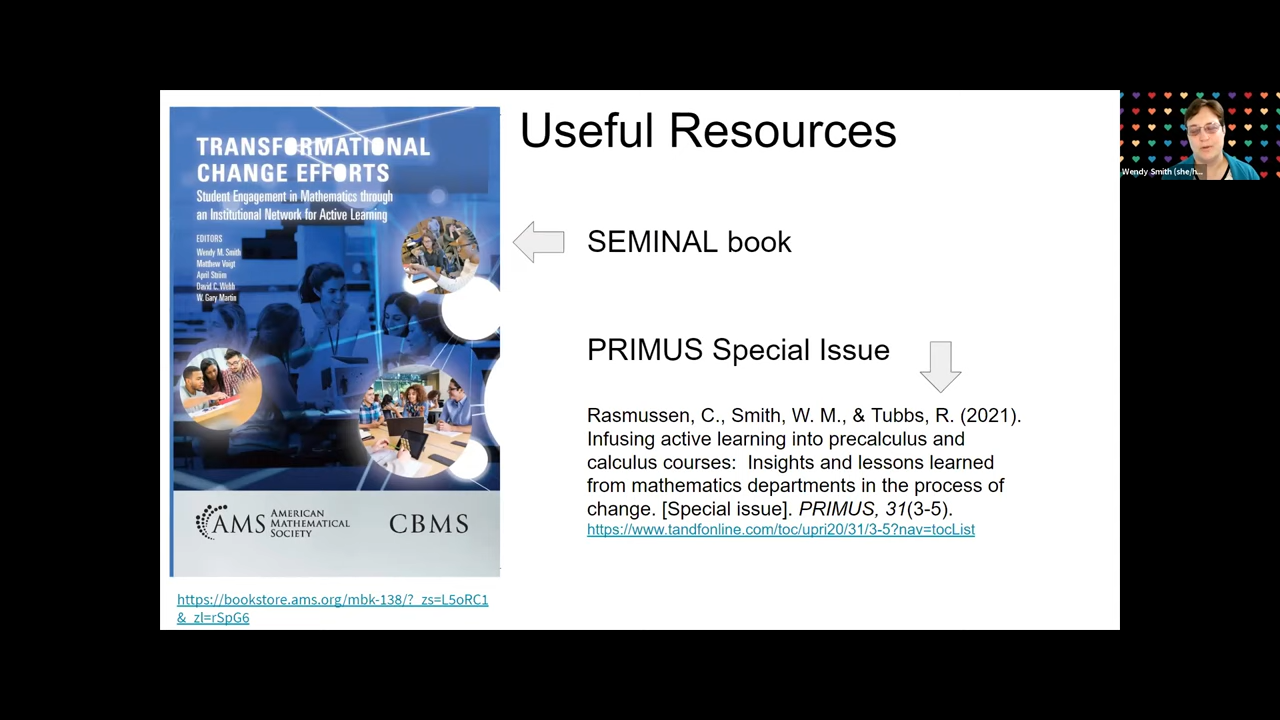 Useful Resources
TRANSFORMATIONAL
CHANGE EFFORTS
Student Engagement in Mathematics through
an Institutional Network for Active Learning
EDITORS
Wendy M. Smith
Matthew Voigt
April Ström
David C. Webb
W. Gary Martin
AMS AMERICAN
MATHEMATICAL
SOCIETY
CBMS
https://bookstore.ams.org/mbk-138/?_zs=L5oRC1
&_zl=rSpG6
SEMINAL book
PRIMUS Special Issue
Rasmussen, C., Smith, W. M., & Tubbs, R. (2021).
Infusing active learning into precalculus and
calculus courses:  Insights and lessons learned
from mathematics departments in the process of
change. [Special issue]. PRIMUS, 31(3-5).
https://www.tandfonline.com/toc/upri20/31/3-5?nav=tocList
Wendy Smith (she/h...